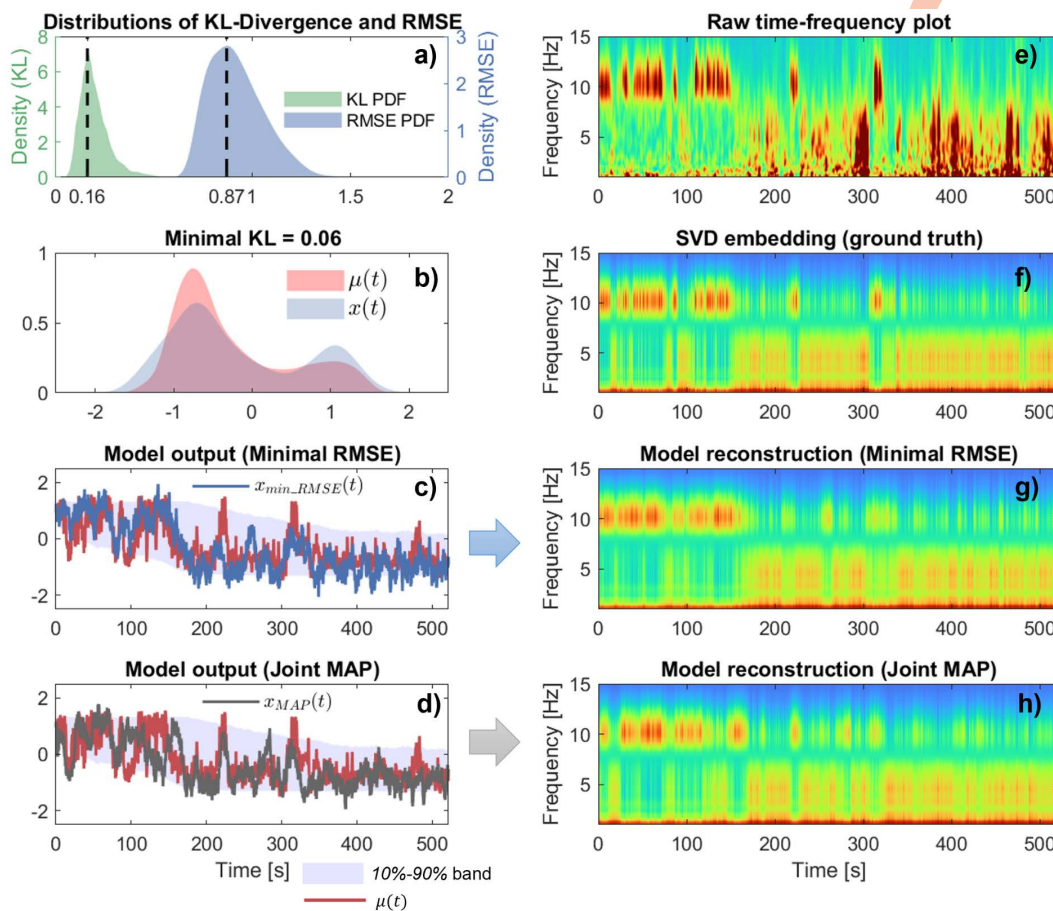 Distributions of KL-Divergence and RMSE
a)
Density (KL)
8
6
4
2
0
KL PDF
RMSE PDF
3
2
1
0
Density (RMSE)
0 0.16 0.871 1.5 2
Minimal KL = 0.06
b)
1
0.5
0
μ(t)
x(t)
-2 -1 0 1 2
Model output (Minimal RMSE)
c)
2
0
-2
x_{min_RMSE}(t)
0 100 200 300 400 500
Model output (Joint MAP)
d)
2
0
-2
x_{MAP}(t)
0 100 200 300 400 500
Time [s]
10%-90% band
μ(t)
Raw time-frequency plot
e)
Frequency [Hz]
15
10
5
0 100 200 300 400 500
SVD embedding (ground truth)
f)
Frequency [Hz]
15
10
5
0 100 200 300 400 500
Model reconstruction (Minimal RMSE)
g)
Frequency [Hz]
15
10
5
0 100 200 300 400 500
Model reconstruction (Joint MAP)
h)
Frequency [Hz]
15
10
5
0 100 200 300 400 500
Time [s]